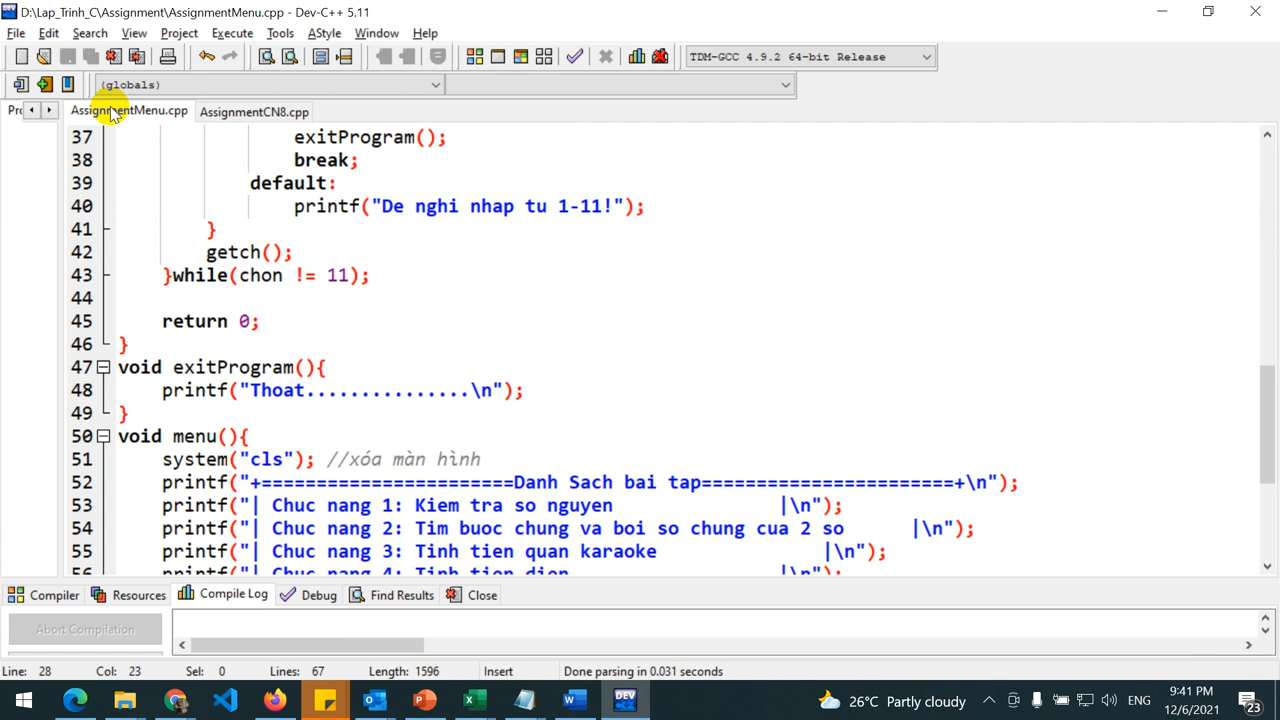 D:\Lap_Trinh_C\Assignment\AssignmentMenu.cpp - Dev-C++ 5.11
File Edit Search View Project Execute Tools AStyle Window Help
TDM-GCC 4.9.2 64-bit Release
(globals)
AssignmentMenu.cpp AssignmentCN8.cpp
37 exitProgram();
38 break;
39 default:
40 printf("De nghi nhap tu 1-11!");
41 }
42 getch();
43 }while(chon != 11);
44
45 return 0;
46 }
47 void exitProgram(){
48 printf("Thoat...............\n");
49 }
50 void menu(){
51 system("cls"); //xóa màn hình
52 printf("+=======================Danh Sach bai tap=======================+\n");
53 printf("| Chuc nang 1: Kiem tra so nguyen |\n");
54 printf("| Chuc nang 2: Tim buoc chung va boi so chung cua 2 so |\n");
55 printf("| Chuc nang 3: Tinh tien quan karaoke |\n");
56 printf("| Chuc nang 4: Tinh tien dien |\n");
Compiler Resources Compile Log Debug Find Results Close
Abort Compilation
Line: 28 Col: 23 Sel: 0 Lines: 67 Length: 1596 Insert Done parsing in 0.031 seconds
DEV
26°C Partly cloudy ENG
9:41 PM
12/6/2021
23